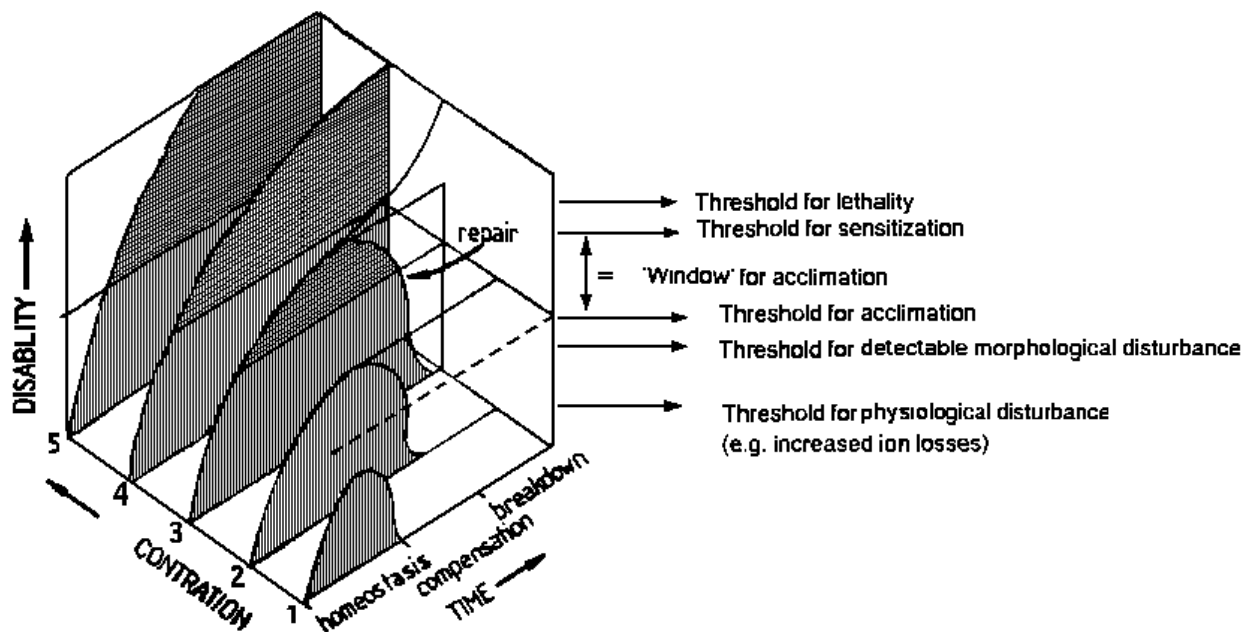 Threshold for lethality
Threshold for sensitization
repair
= 'Window' for acclimation
Threshold for acclimation
Threshold for detectable morphological disturbance
Threshold for physiological disturbance
(e.g. increased ion losses)
DISABLITY
5
4
3
2
1
CONTRATION
homeostasis
compensation
breakdown
TIME